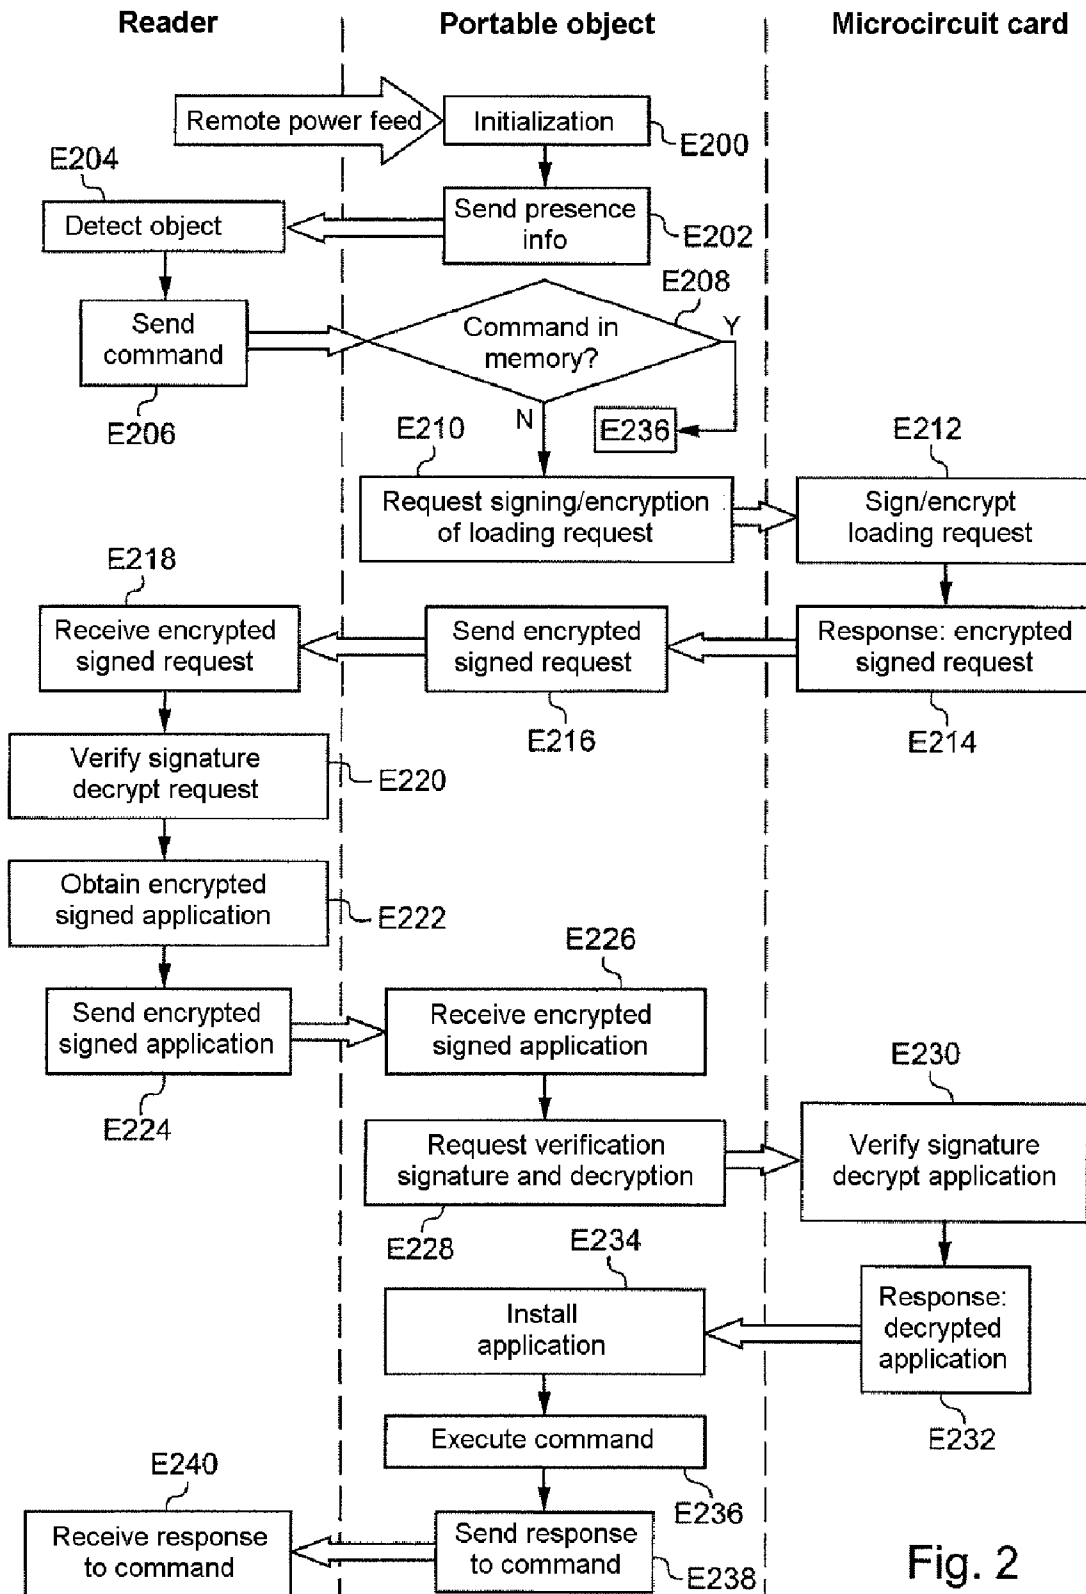 Reader
Portable object
Microcircuit card
Remote power feed
Initialization
E200
E204
Detect object
Send presence
info
E202
Send
command
E206
E208
Command in
memory?
Y
N
E236
E210
Request signing/encryption
of loading request
E212
Sign/encrypt
loading request
E218
Receive encrypted
signed request
Send encrypted
signed request
E216
Response: encrypted
signed request
E214
Verify signature
decrypt request
E220
Obtain encrypted
signed application
E222
Send encrypted
signed application
E224
E226
Receive encrypted
signed application
Request verification
signature and decryption
E228
E230
Verify signature
decrypt application
E234
Install
application
Response:
decrypted
application
E232
Execute command
E236
E240
Receive response
to command
Send response
to command
E238
Fig. 2